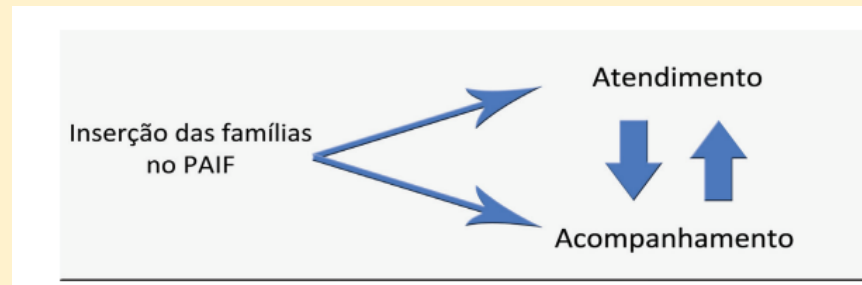 Atendimento
Inserção das famílias
no PAIF
Acompanhamento